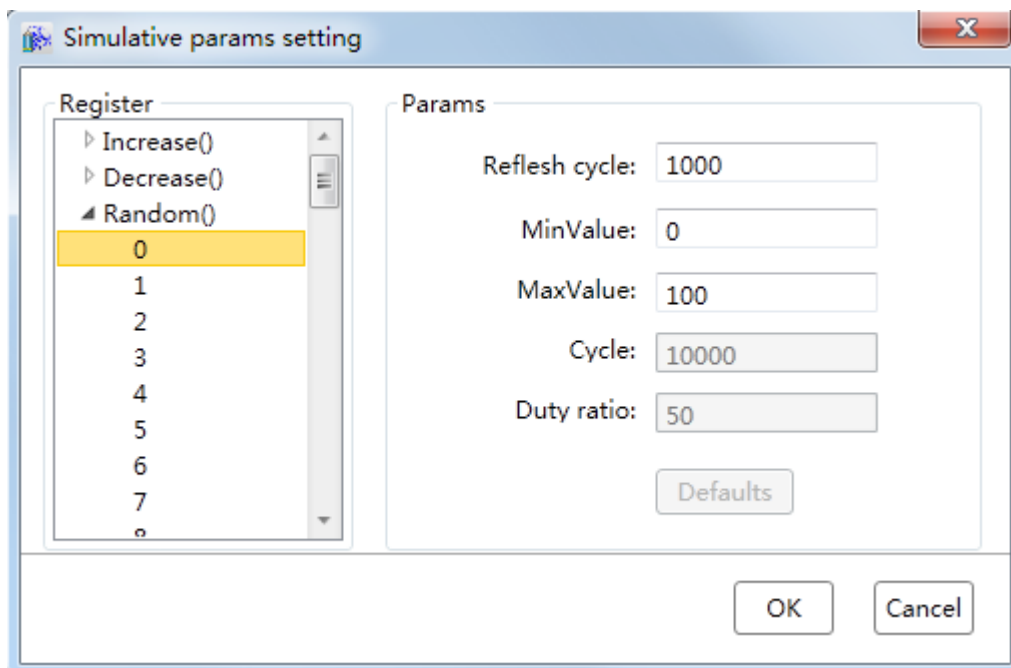 Simulative params setting
Register
Increase()
Decrease()
Random()
0
1
2
3
4
5
6
7
Params
Reflesh cycle: 1000
MinValue: 0
MaxValue: 100
Cycle: 10000
Duty ratio: 50
Defaults
OK
Cancel